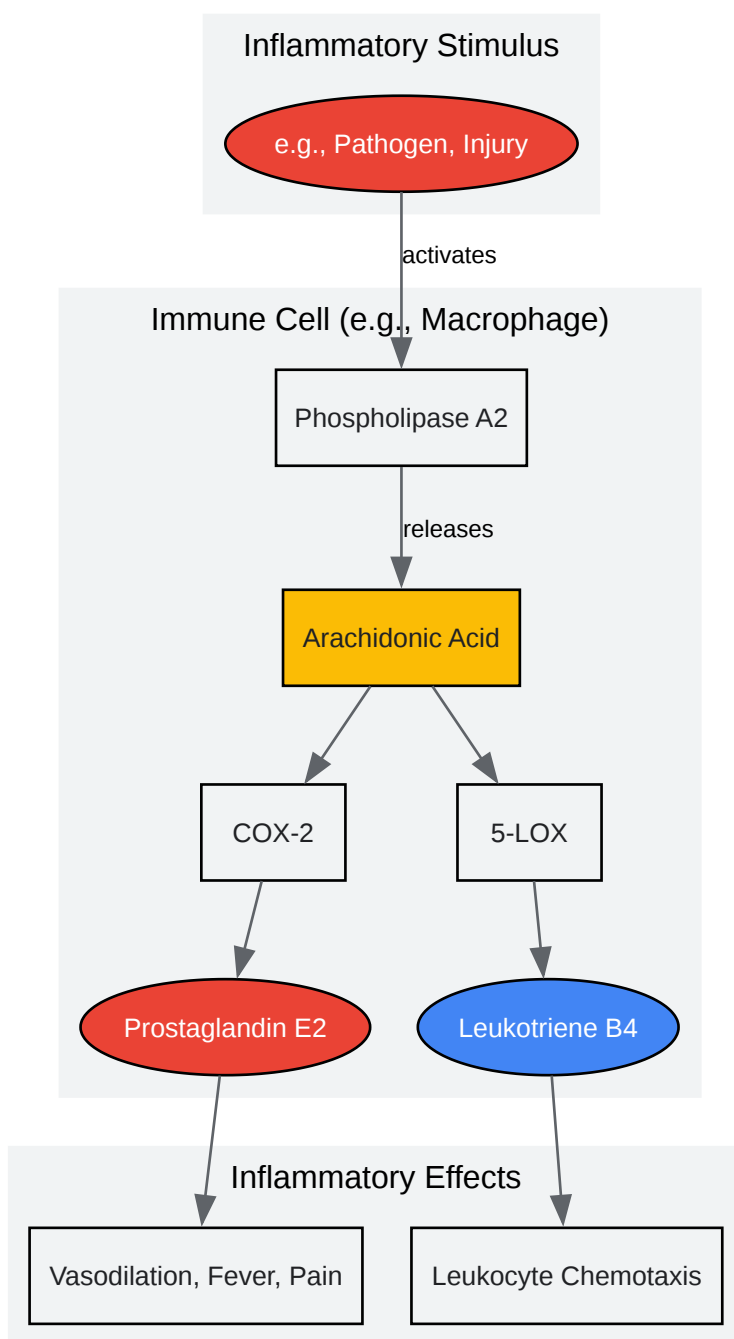 Inflammatory Stimulus
e.g., Pathogen, Injury
activates
Immune Cell (e.g., Macrophage)
Phospholipase A2
releases
Arachidonic Acid
COX-2
5-LOX
Prostaglandin E2
Leukotriene B4
Inflammatory Effects
Vasodilation, Fever, Pain
Leukocyte Chemotaxis